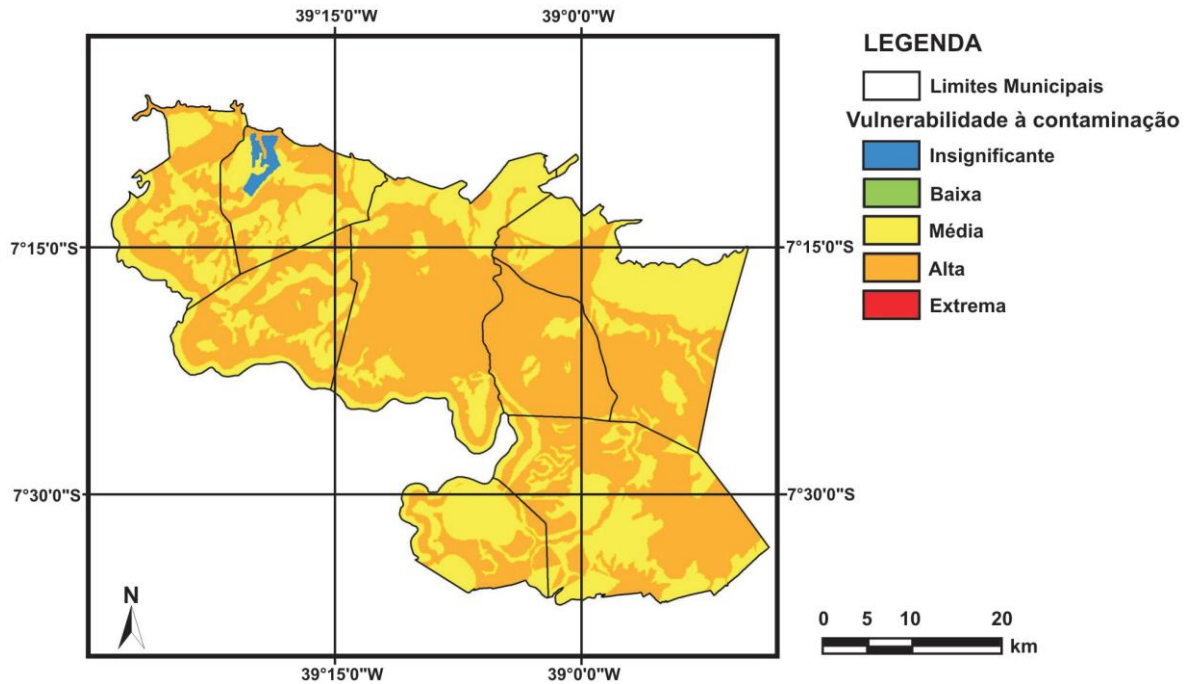 39°15'0"W
39°0'0"W
LEGENDA
Limites Municipais
Vulnerabilidade à contaminação
Insignificante
Baixa
Média
Alta
Extrema
7°15'0"S
7°15'0"S
7°30'0"S
7°30'0"S
N
0 5 10 20
km
39°15'0"W
39°0'0"W